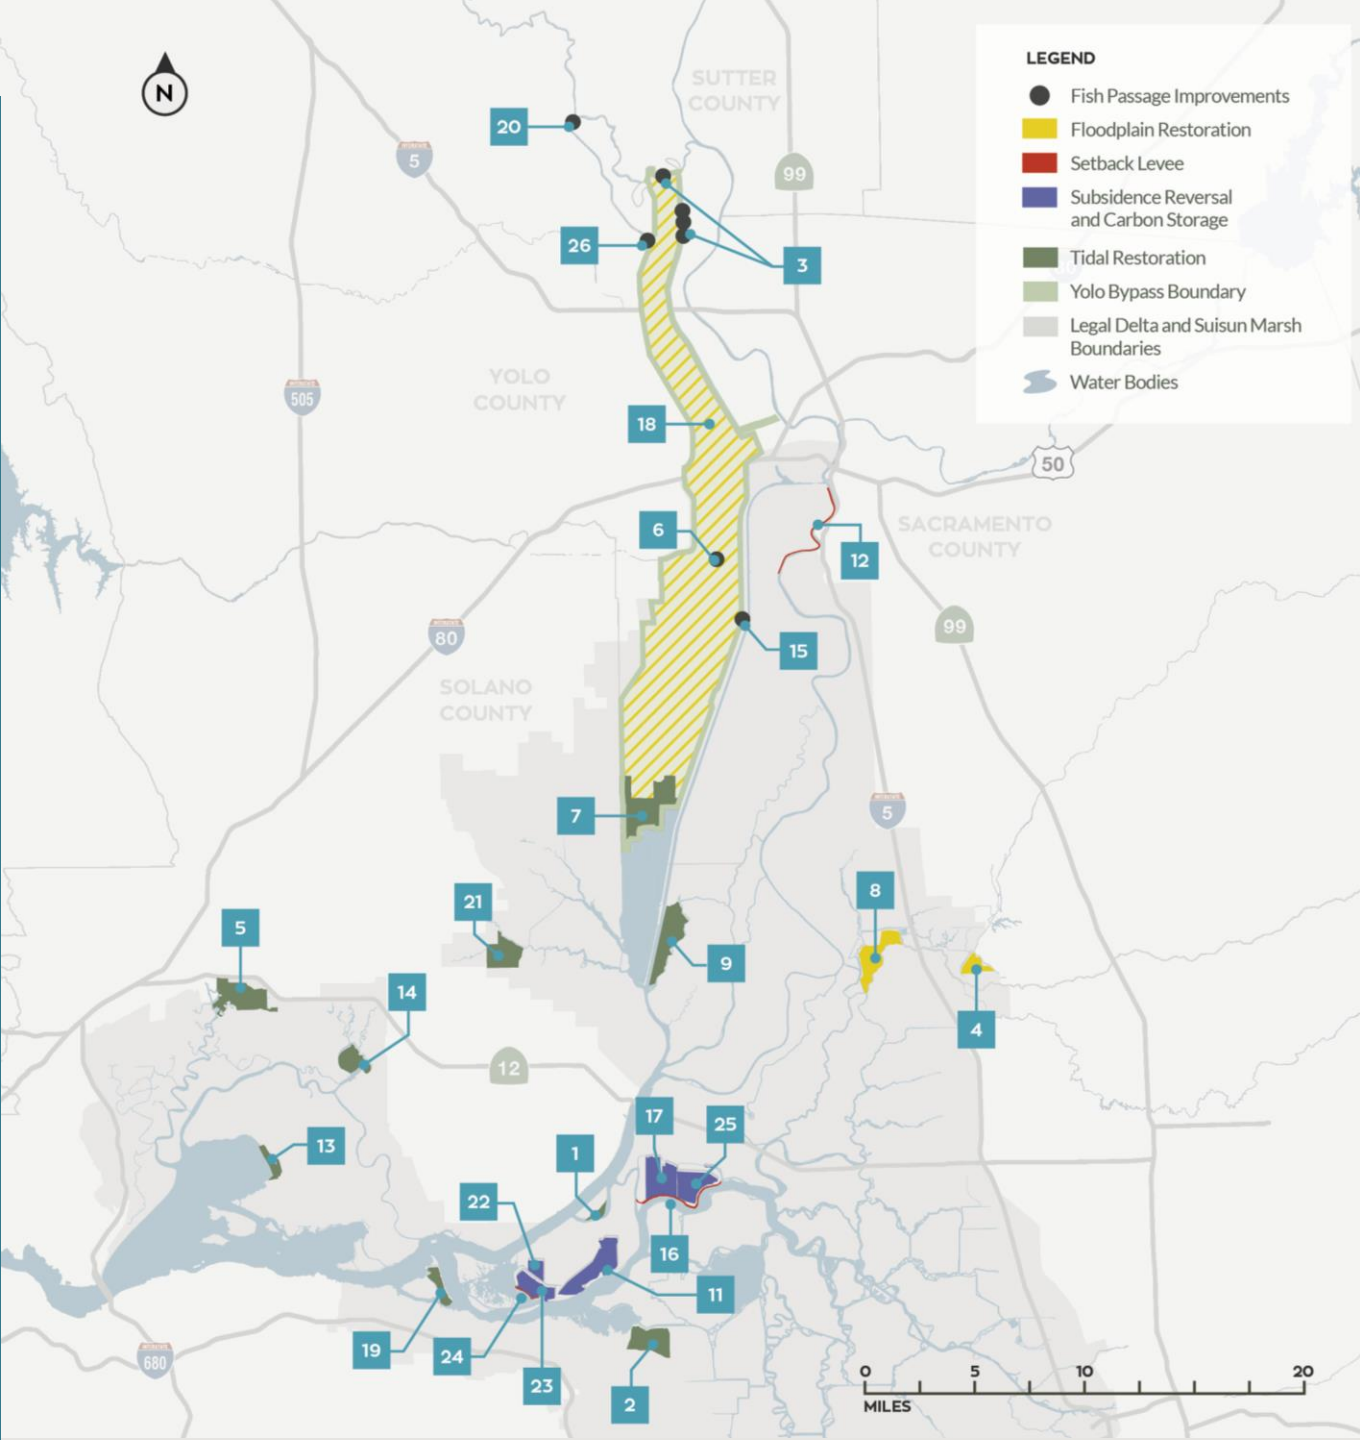 N
SUTTER
COUNTY
LEGEND
Fish Passage Improvements
Floodplain Restoration
Setback Levee
Subsidence Reversal
and Carbon Storage
Tidal Restoration
Yolo Bypass Boundary
Legal Delta and Suisun Marsh
Boundaries
Water Bodies
20
5
99
26
3
505
YOLO
COUNTY
18
50
6
SACRAMENTO
COUNTY
12
80
99
15
SOLANO
COUNTY
7
5
21
8
5
9
14
4
12
17
25
13
1
22
16
11
19
24
680
23
2
0 5 10 20
MILES